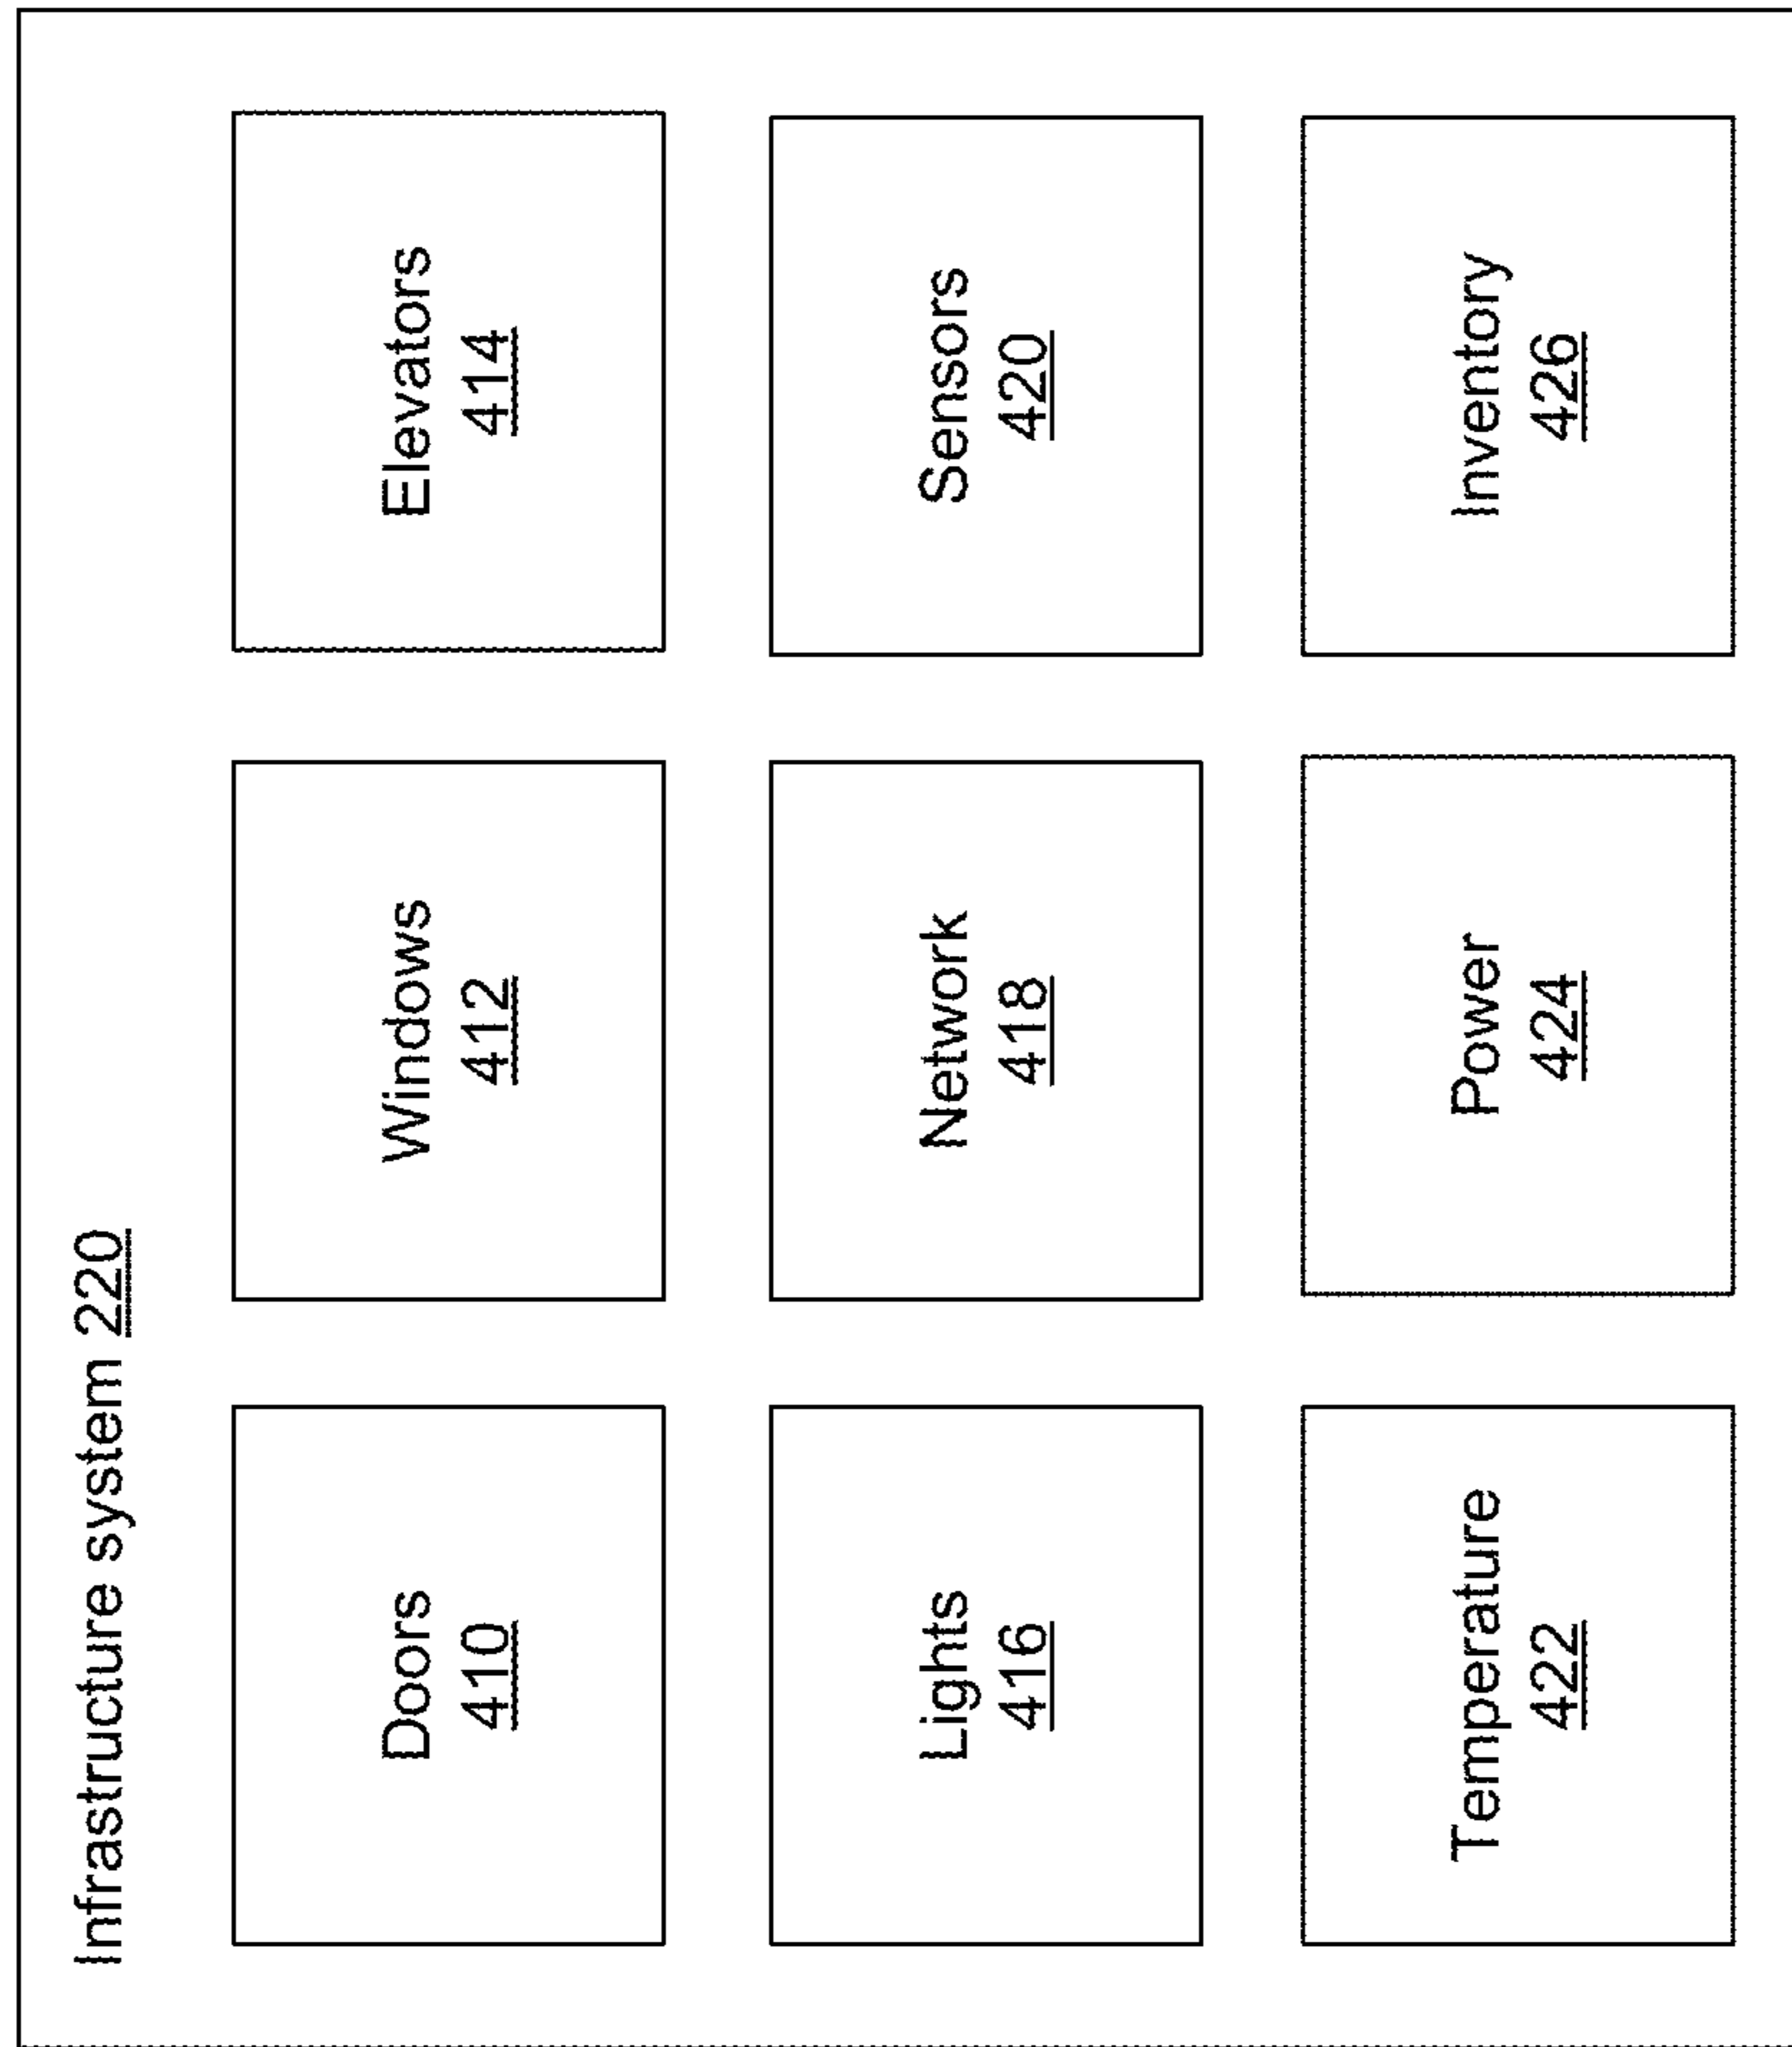 Infrastructure system 220
Doors
410
Windows
412
Elevators
414
Lights
416
Network
418
Sensors
420
Temperature
422
Power
424
Inventory
426